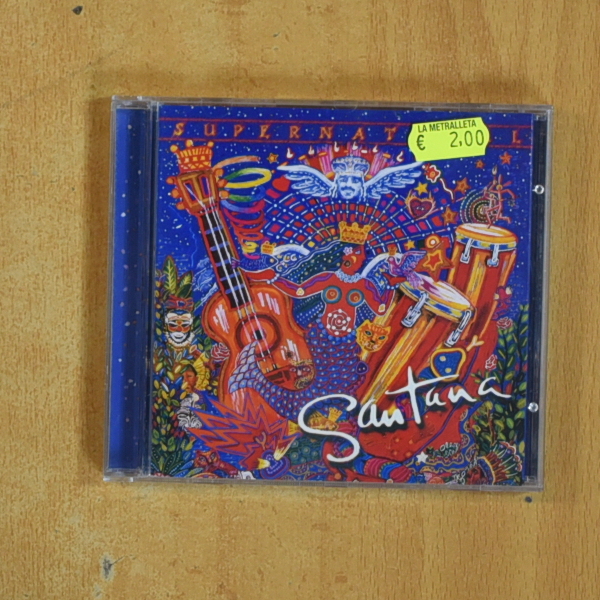 SUPERNAT L
LA METRALLETA
€ 2,00
Santana